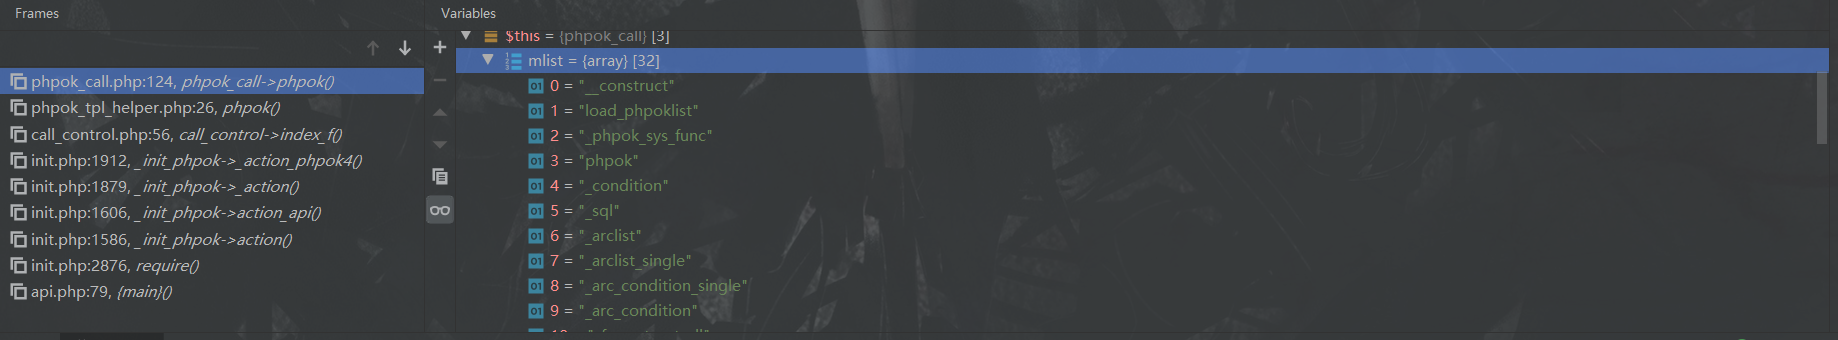 Frames
Variables
phpok_call.php:124, phpok_call->phpok()
phpok_tpl_helper.php:26, phpok()
call_control.php:56, call_control->index_f()
init.php:1912, _init_phpok->_action_phpok4()
init.php:1879, _init_phpok->_action()
init.php:1606, _init_phpok->action_api()
init.php:1586, _init_phpok->action()
init.php:2876, require()
api.php:79, {main}()
$this = {phpok_call} [3]
mlist = {array} [32]
01 0 = "__construct"
01 1 = "load_phpoklist"
01 2 = "_phpok_sys_func"
01 3 = "phpok"
01 4 = "_condition"
01 5 = "_sql"
01 6 = "_arclist"
01 7 = "_arclist_single"
01 8 = "_arc_condition_single"
01 9 = "_arc_condition"